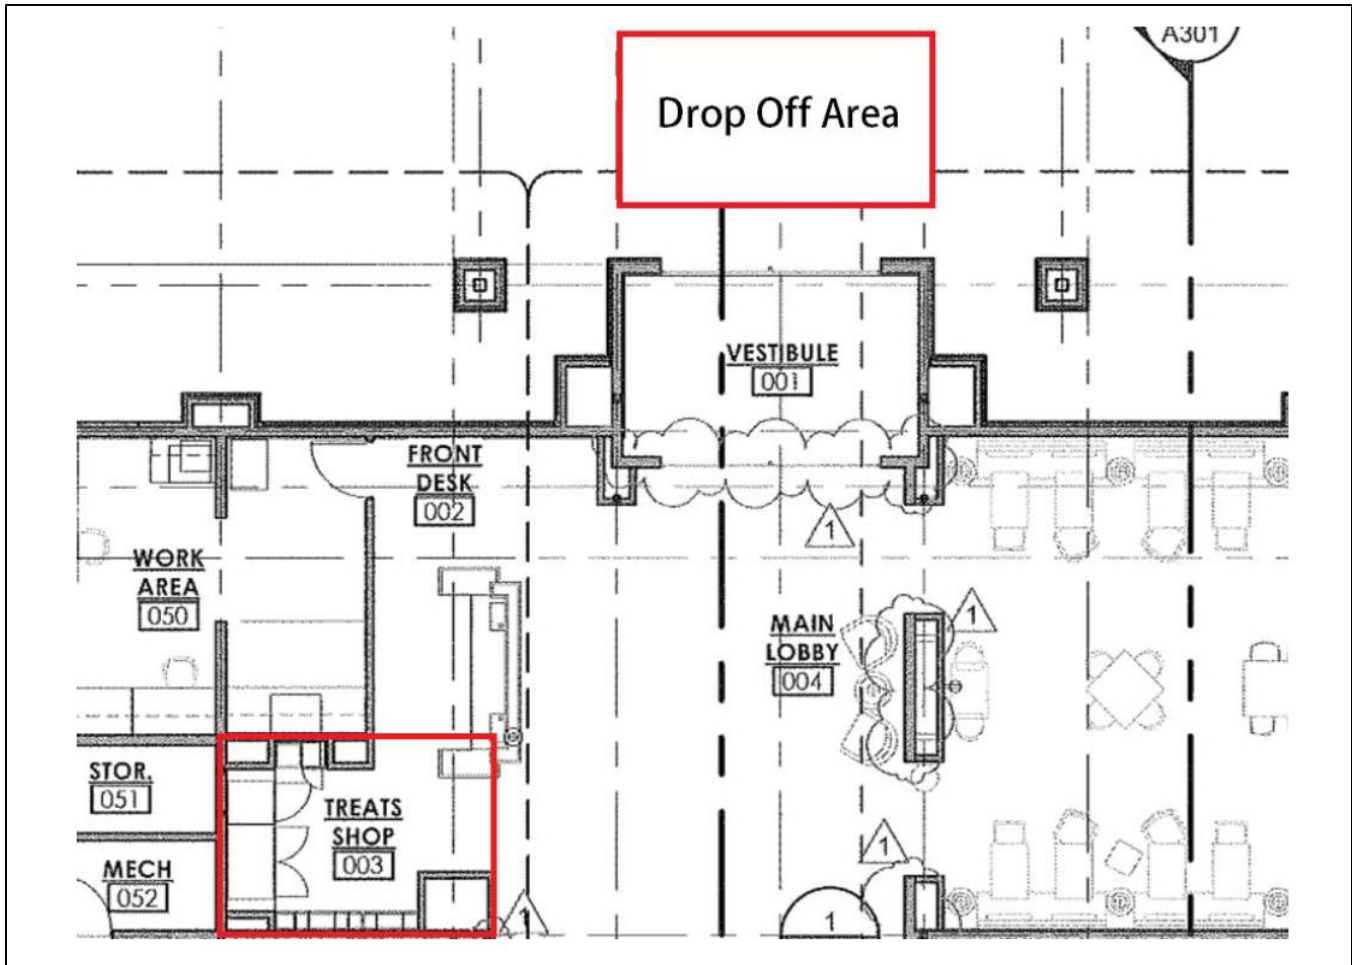 A301
Drop Off Area
VESTIBULE
001
FRONT
DESK
002
1
WORK
AREA
050
MAIN
LOBBY
004
1
STOR.
051
TREATS
SHOP
003
1
MECH
052
1
1